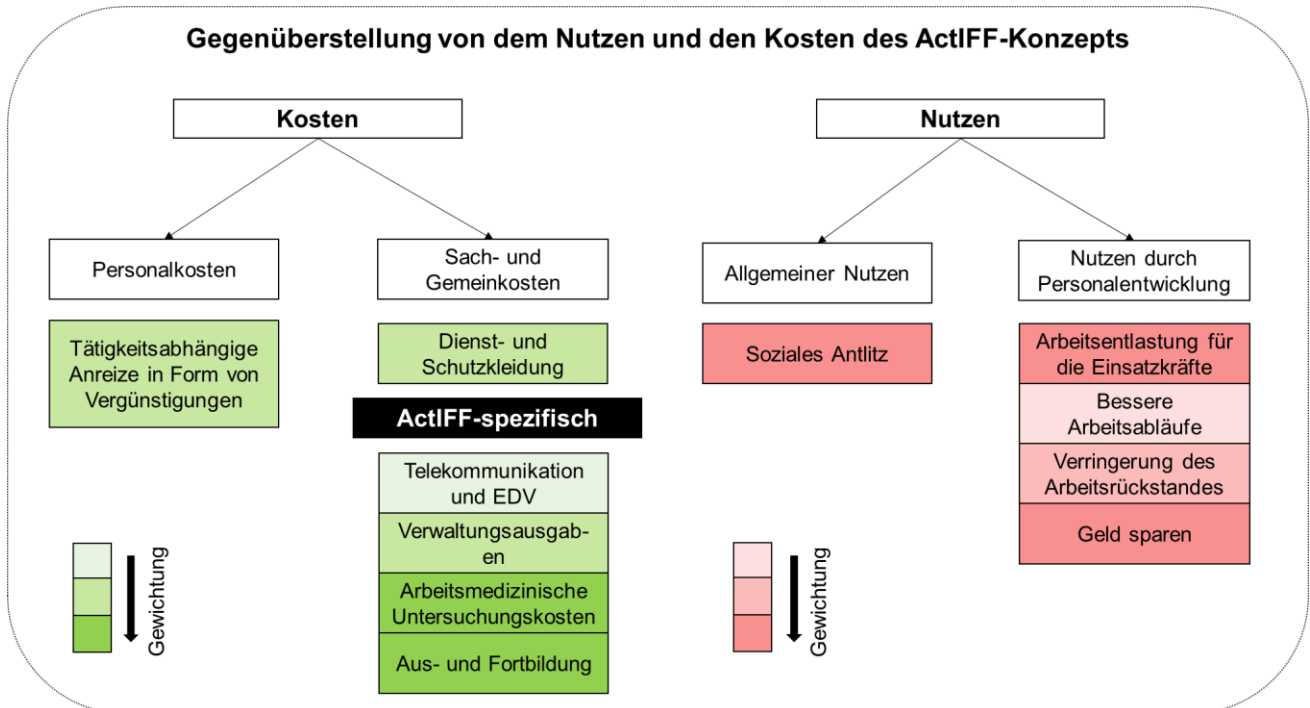 Gegenüberstellung von dem Nutzen und den Kosten des ActIFF-Konzepts
Kosten
Nutzen
Personalkosten
Sach- und
Gemeinkosten
Allgemeiner Nutzen
Nutzen durch
Personalentwicklung
Tätigkeitsabhängige
Anreize in Form von
Vergünstigungen
Dienst- und
Schutzkleidung
ActIFF-spezifisch
Telekommunikation
und EDV
Verwaltungsausgab-
en
Arbeitsmedizinische
Untersuchungskosten
Aus- und Fortbildung
Soziales Antlitz
Arbeitsentlastung für
die Einsatzkräfte
Bessere
Arbeitsabläufe
Verringerung des
Arbeitsrückstandes
Geld sparen
Gewichtung
Gewichtung